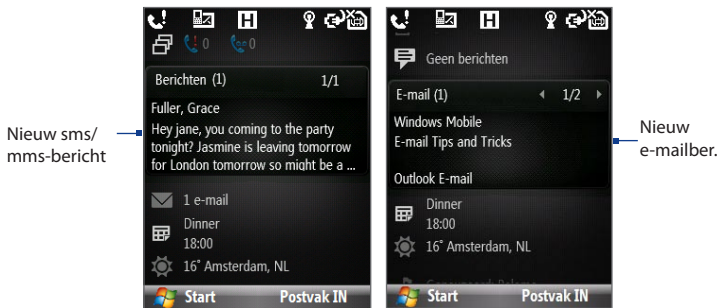 Nieuw sms/
mms-bericht
H
0 0
Berichten (1) 1/1
Fuller, Grace
Hey jane, you coming to the party
tonight? Jasmine is leaving tomorrow
for London tomorrow so might be a ...
1 e-mail
Dinner
18:00
16° Amsterdam, NL
Start Postvak IN
H
Geen berichten
E-mail (1) 1/2
Windows Mobile
E-mail Tips and Tricks
Outlook E-mail
Dinner
18:00
16° Amsterdam, NL
Start Postvak IN
Nieuw
e-mailber.